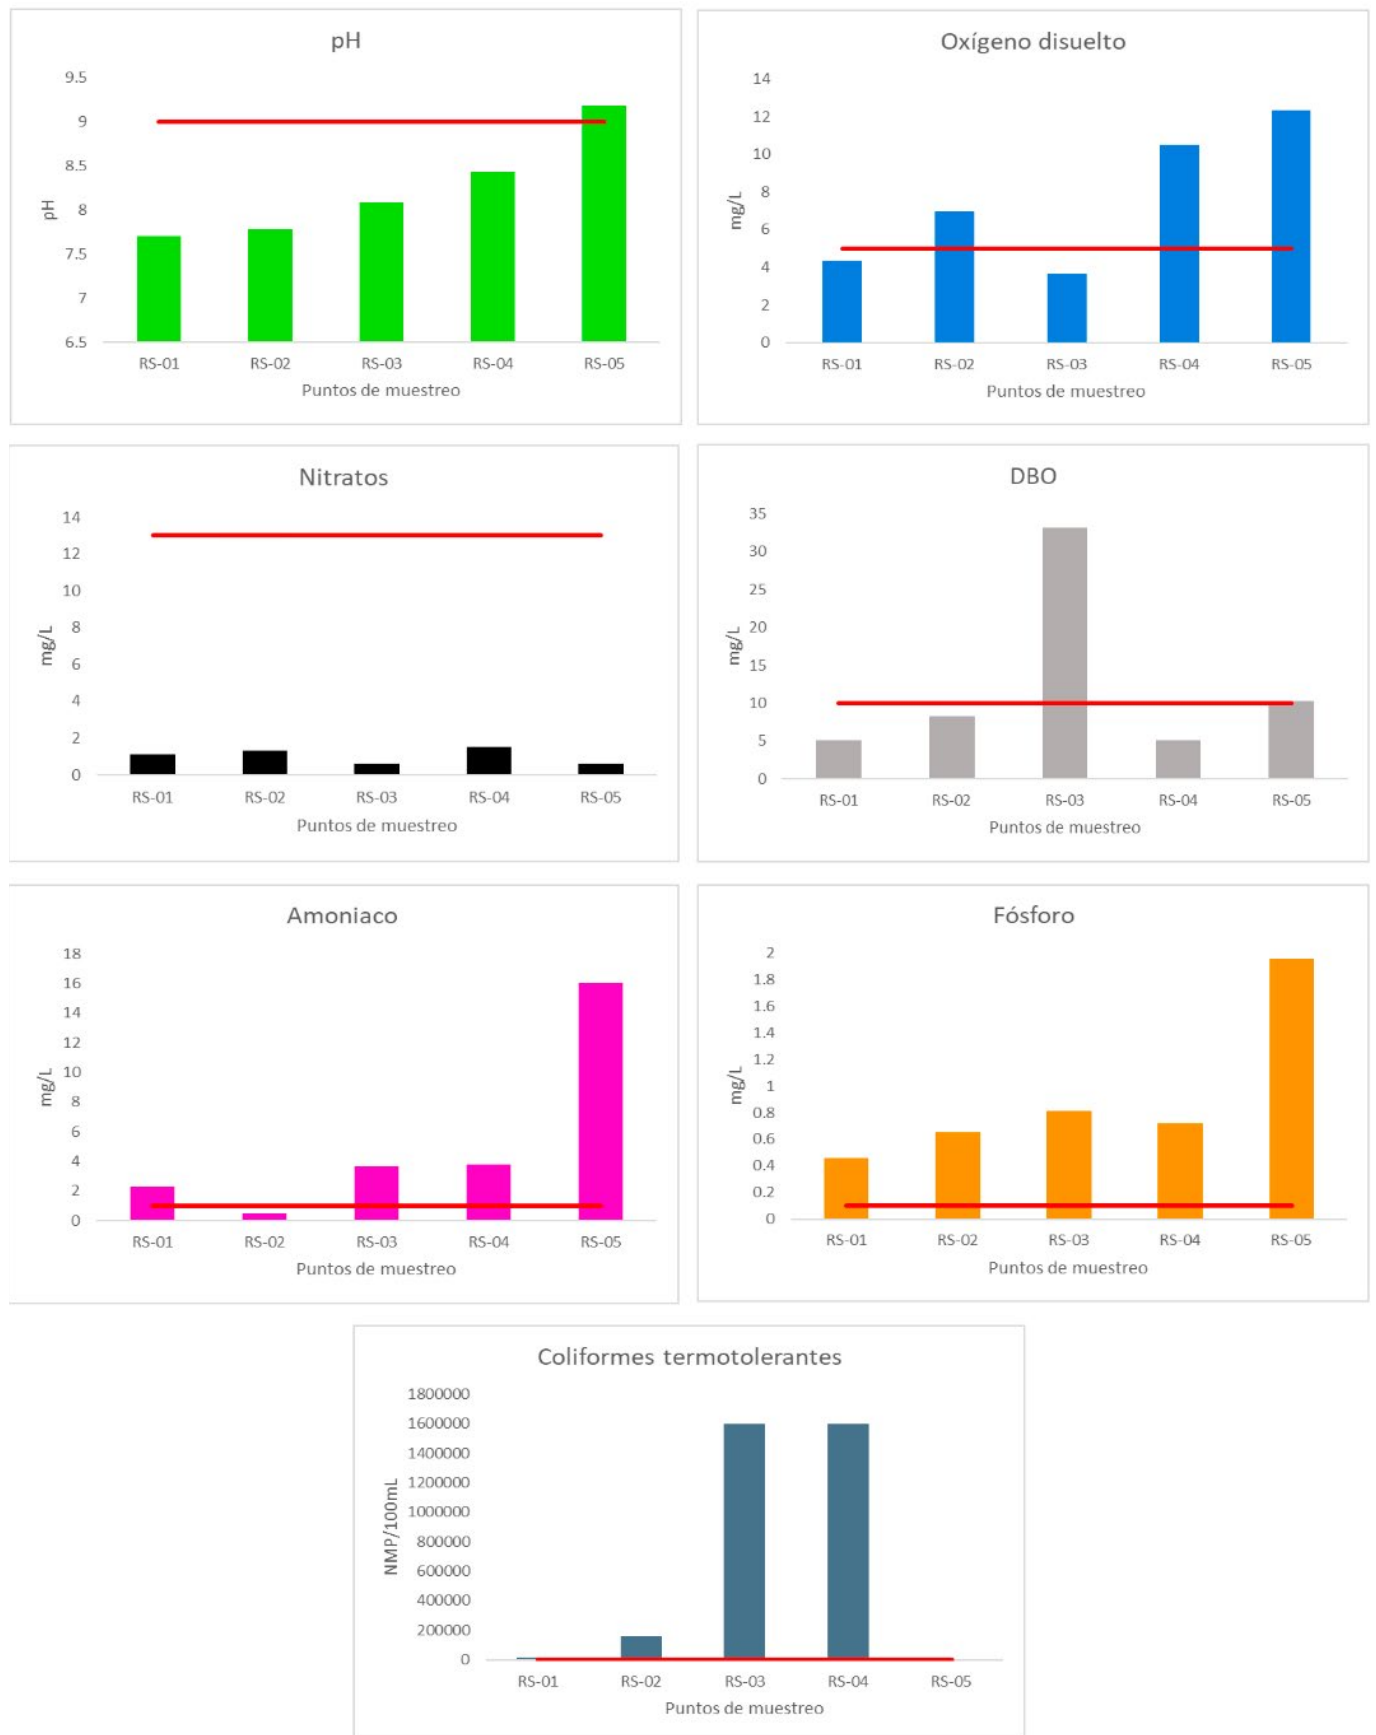 pH
9.5
9
8.5
8
7.5
7
6.5
pH
RS-01 RS-02 RS-03 RS-04 RS-05
Puntos de muestreo
Oxígeno disuelto
14
12
10
8
6
4
2
0
mg/L
RS-01 RS-02 RS-03 RS-04 RS-05
Puntos de muestreo
Nitratos
14
12
10
8
6
4
2
0
mg/L
RS-01 RS-02 RS-03 RS-04 RS-05
Puntos de muestreo
DBO
35
30
25
20
15
10
5
0
mg/L
RS-01 RS-02 RS-03 RS-04 RS-05
Puntos de muestreo
Amoniaco
18
16
14
12
10
8
6
4
2
0
mg/L
RS-01 RS-02 RS-03 RS-04 RS-05
Puntos de muestreo
Fósforo
2
1.8
1.6
1.4
1.2
1
0.8
0.6
0.4
0.2
0
mg/L
RS-01 RS-02 RS-03 RS-04 RS-05
Puntos de muestreo
Coliformes termotolerantes
1800000
1600000
1400000
1200000
1000000
800000
600000
400000
200000
0
NMP/100mL
RS-01 RS-02 RS-03 RS-04 RS-05
Puntos de muestreo